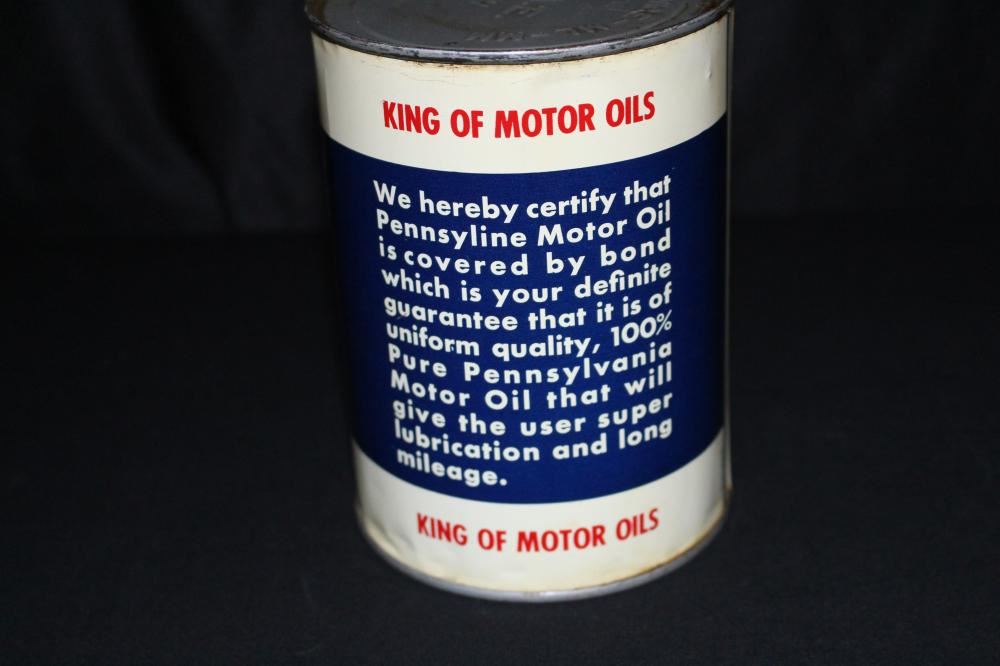 KING OF MOTOR OILS
We hereby certify that
Pennsyline Motor Oil
is covered by bond
which is your definite
guarantee that it is of
uniform quality, 100%
Pure Pennsylvania
Motor Oil that will
give the user super
lubrication and long
mileage.
KING OF MOTOR OILS